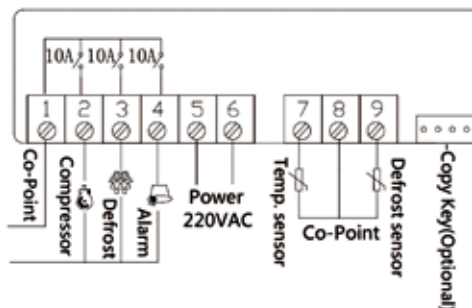 10A 10A 10A
1 2 3 4 5 6 7 8 9
Co-Point
Compressor
Defrost
Alarm
Power
220VAC
Temp. sensor
Co-Point
Defrost sensor
Copy Key(Optional)